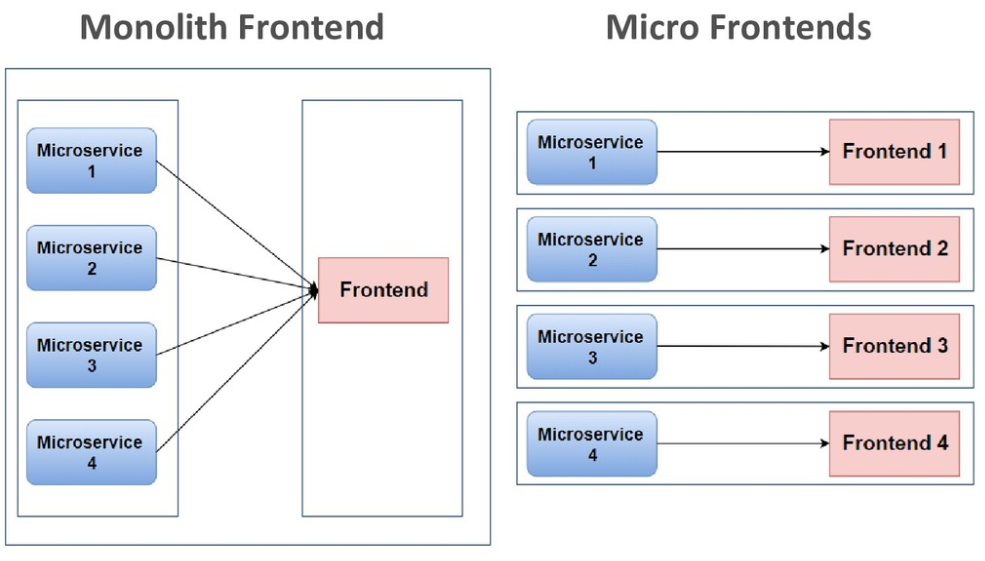 Monolith Frontend
Microservice
1
Microservice
2
Microservice
3
Microservice
4
Frontend
Micro Frontends
Microservice
1
Frontend 1
Microservice
2
Frontend 2
Microservice
3
Frontend 3
Microservice
4
Frontend 4